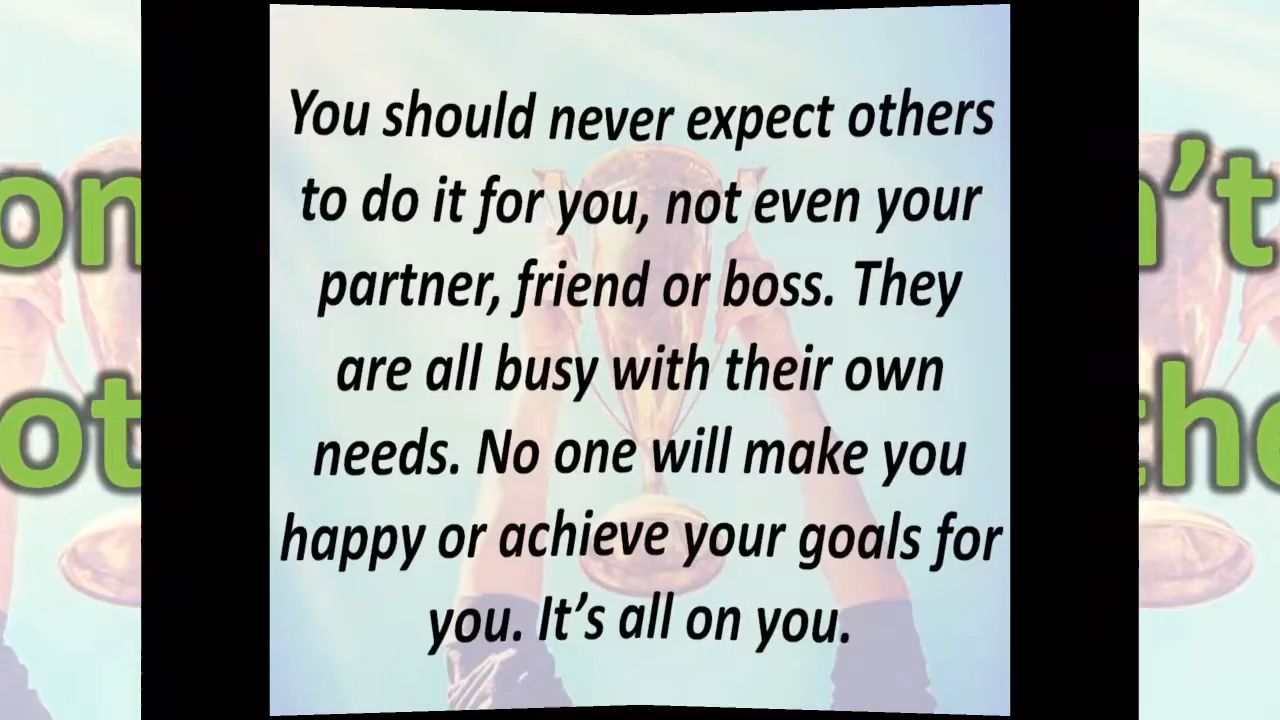 You should never expect others
to do it for you, not even your
partner, friend or boss. They
are all busy with their own
needs. No one will make you
happy or achieve your goals for
you. It’s all on you.